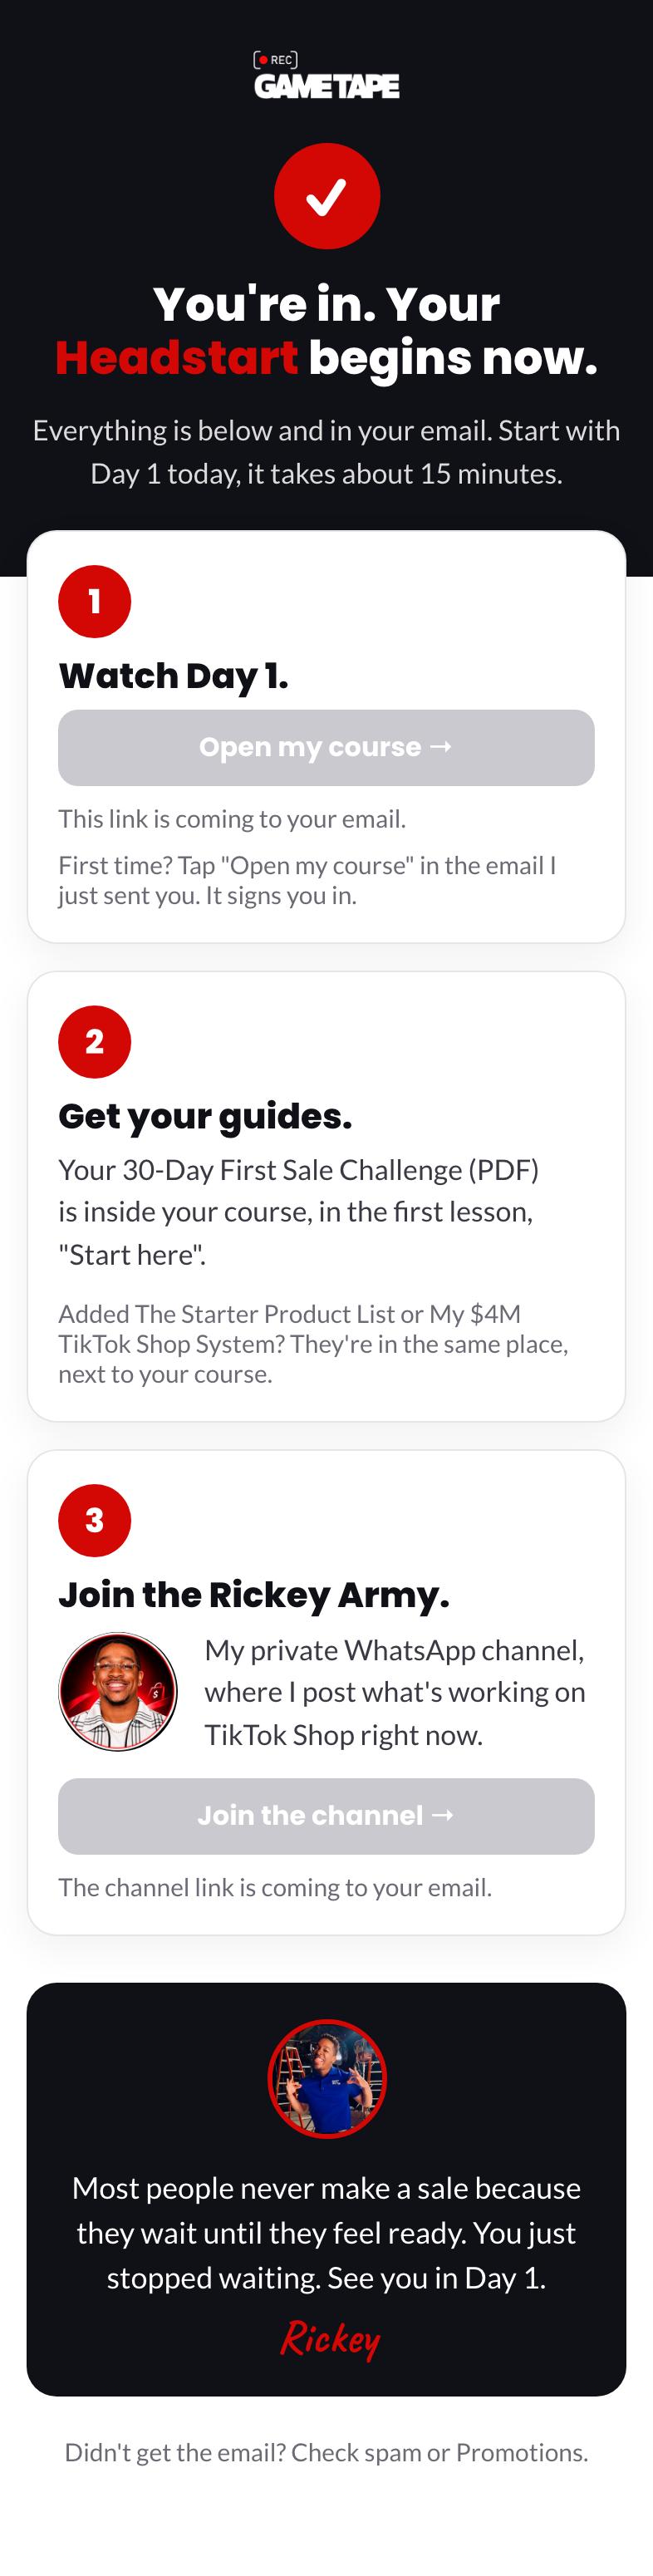 REC
GAMETAPE
You're in. Your
Headstart begins now.
Everything is below and in your email. Start with
Day 1 today, it takes about 15 minutes.
1
Watch Day 1.
Open my course →
This link is coming to your email.
First time? Tap "Open my course" in the email I
just sent you. It signs you in.
2
Get your guides.
Your 30-Day First Sale Challenge (PDF)
is inside your course, in the first lesson,
"Start here".
Added The Starter Product List or My $4M
TikTok Shop System? They're in the same place,
next to your course.
3
Join the Rickey Army.
My private WhatsApp channel,
where I post what's working on
TikTok Shop right now.
$
Join the channel →
The channel link is coming to your email.
Most people never make a sale because
they wait until they feel ready. You just
stopped waiting. See you in Day 1.
Rickey
Didn't get the email? Check spam or Promotions.